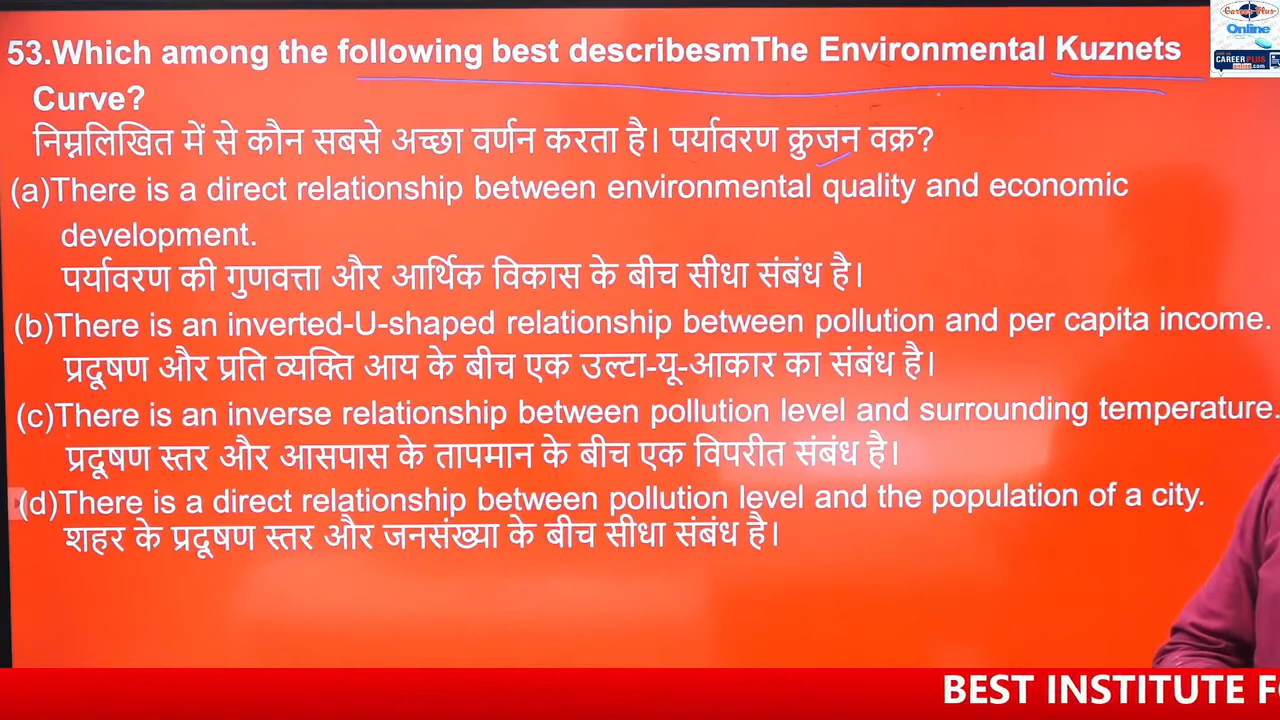 53.Which among the following best describesmThe Environmental Kuznets
Curve?
निम्नलिखित में से कौन सबसे अच्छा वर्णन करता है। पर्यावरण क्रुजन वक्र?
(a)There is a direct relationship between environmental quality and economic
development.
पर्यावरण की गुणवत्ता और आर्थिक विकास के बीच सीधा संबंध है।
(b)There is an inverted-U-shaped relationship between pollution and per capita income.
प्रदूषण और प्रति व्यक्ति आय के बीच एक उल्टा-यू-आकार का संबंध है।
(c)There is an inverse relationship between pollution level and surrounding temperature.
प्रदूषण स्तर और आसपास के तापमान के बीच एक विपरीत संबंध है।
(d)There is a direct relationship between pollution level and the population of a city.
शहर के प्रदूषण स्तर और जनसंख्या के बीच सीधा संबंध है।
Career Plus
Online
CAREER PLUS
online.com
BEST INSTITUTE F